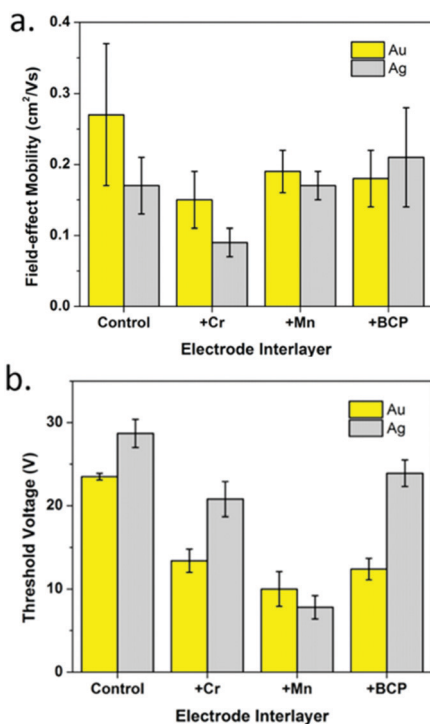 a.
Field-effect Mobility (cm²/Vs)
0.4
0.3
0.2
0.1
0.0
Au
Ag
Control +Cr +Mn +BCP
Electrode Interlayer
b.
Threshold Voltage (V)
30
20
10
0
Au
Ag
Control +Cr +Mn +BCP
Electrode Interlayer